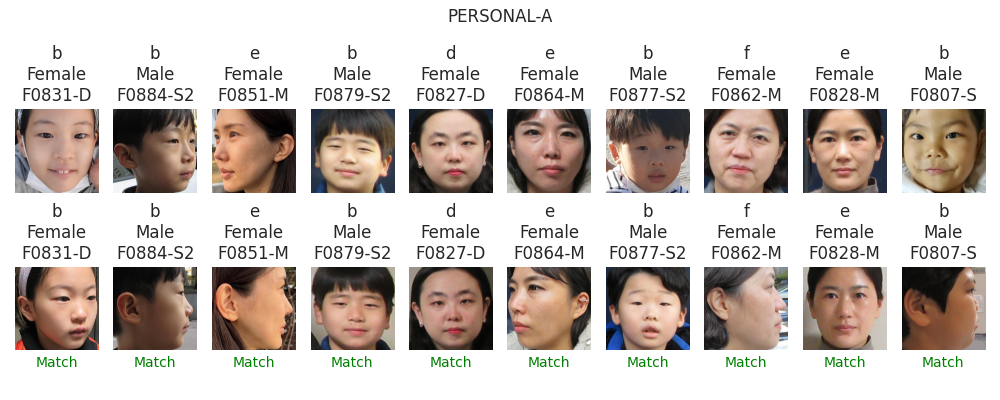 PERSONAL-A
b b e b d e b f e b
Female Male Female Male Female Female Male Female Female Male
F0831-D F0884-S2 F0851-M F0879-S2 F0827-D F0864-M F0877-S2 F0862-M F0828-M F0807-S
b b e b d e b f e b
Female Male Female Male Female Female Male Female Female Male
F0831-D F0884-S2 F0851-M F0879-S2 F0827-D F0864-M F0877-S2 F0862-M F0828-M F0807-S
Match Match Match Match Match Match Match Match Match Match